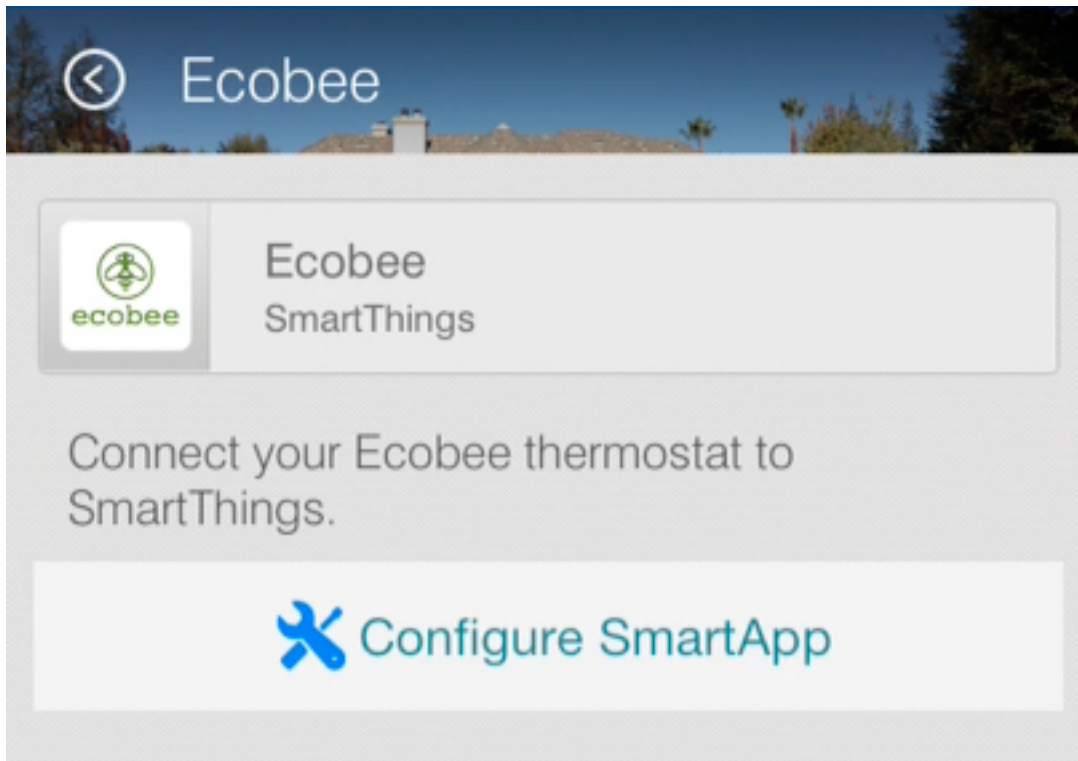 Ecobee
ecobee
Ecobee
SmartThings
Connect your Ecobee thermostat to
SmartThings.
Configure SmartApp